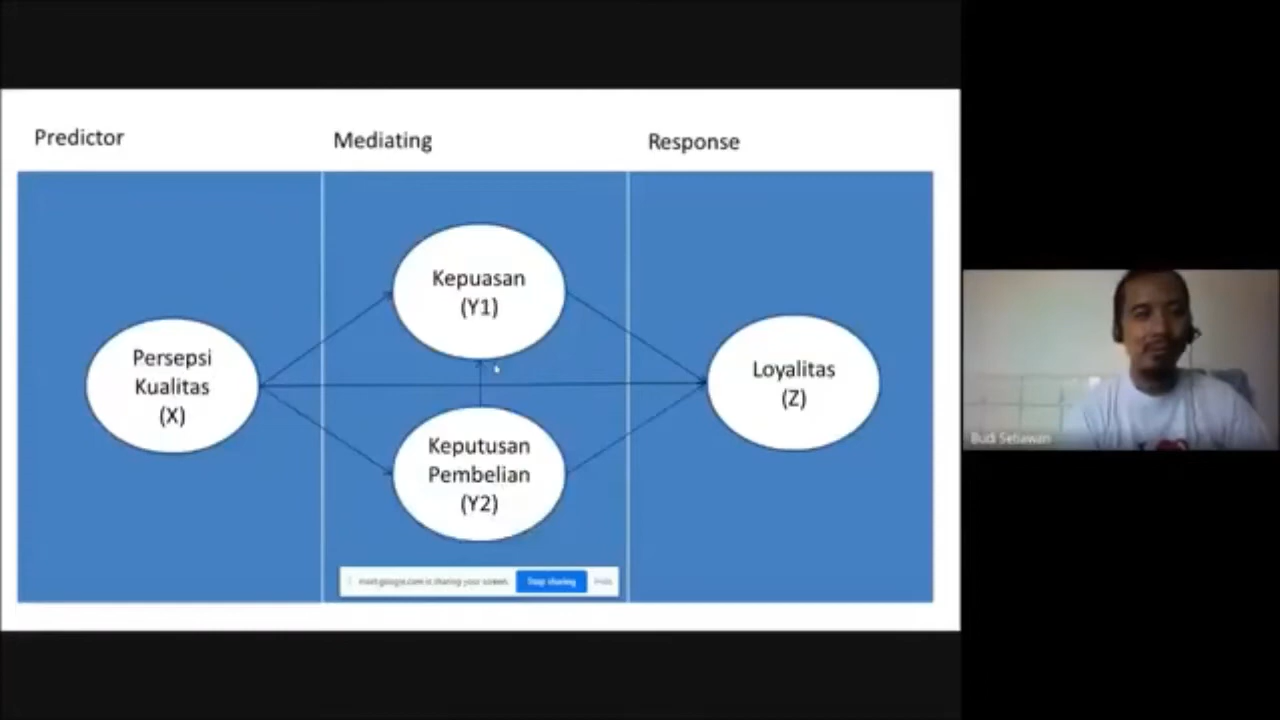 Predictor
Mediating
Response
Kepuasan
(Y1)
Persepsi
Kualitas
(X)
Loyalitas
(Z)
Keputusan
Pembelian
(Y2)
meet.google.com is sharing your screen.
Stop sharing
Hide
Budi Setiawan